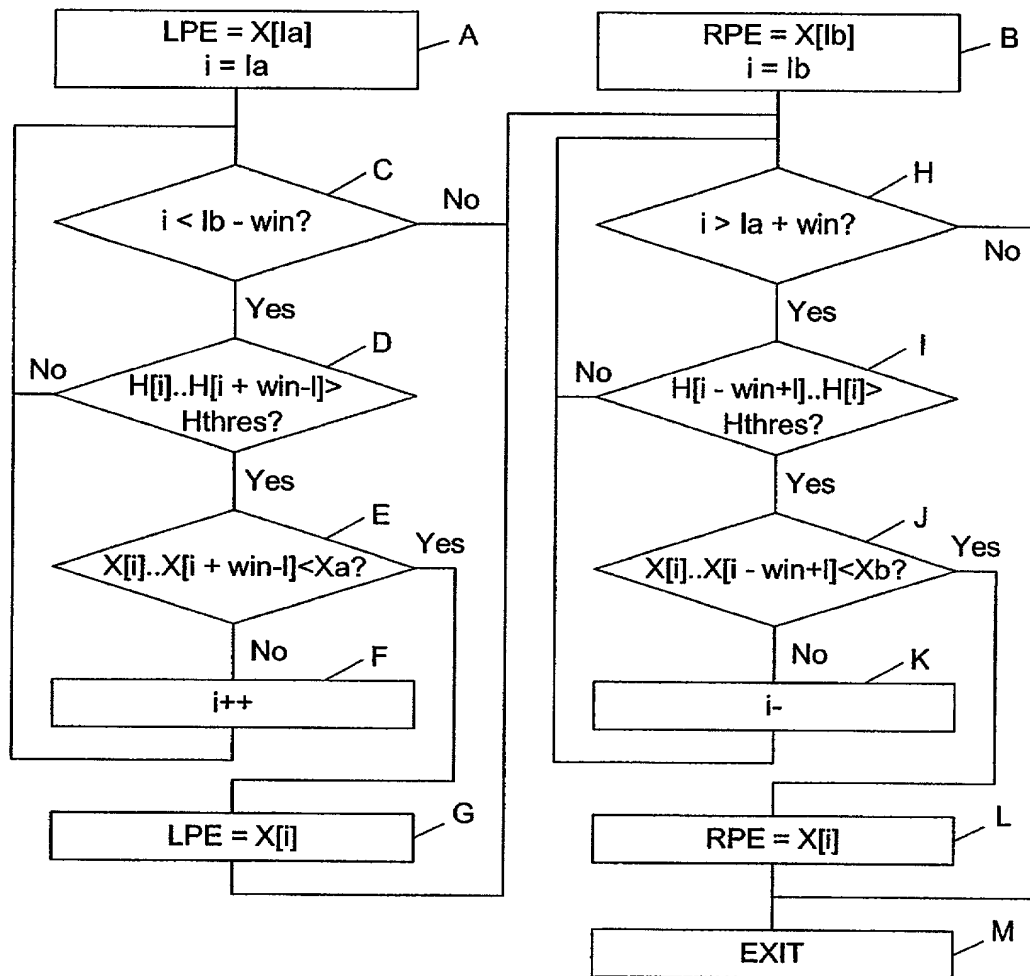 LPE = X[Ia]
i = Ia
A
C
i < Ib - win?
No
Yes
D
No
H[i]..H[i + win-I]>
Hthres?
Yes
E
Yes
X[i]..X[i + win-I]<Xa?
No
F
i++
G
LPE = X[i]
RPE = X[Ib]
i = Ib
B
H
i > Ia + win?
No
Yes
I
No
H[i - win+I]..H[i]>
Hthres?
Yes
J
Yes
X[i]..X[i - win+I]<Xb?
No
K
i-
L
RPE = X[i]
M
EXIT